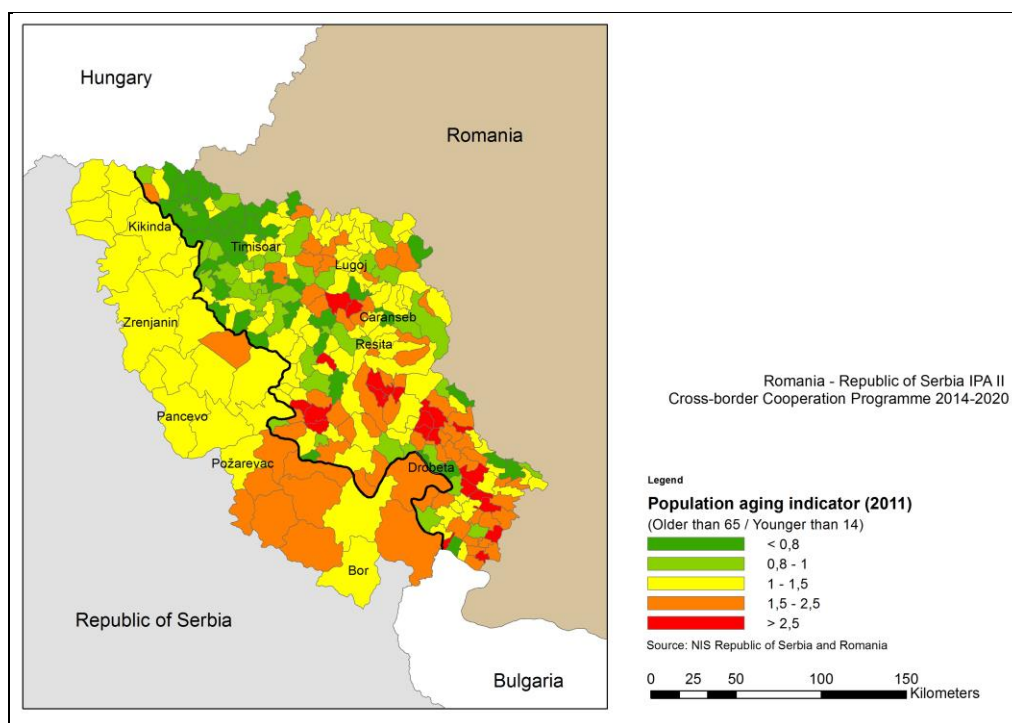 Hungary
Romania
Kikinda
Timisoar
Lugoj
Zrenjanin
Caranseb
Resita
Pancevo
Požarevac
Drobeta
Bor
Republic of Serbia
Bulgaria
Romania - Republic of Serbia IPA II
Cross-border Cooperation Programme 2014-2020
Legend
Population aging indicator (2011)
(Older than 65 / Younger than 14)
< 0,8
0,8 - 1
1 - 1,5
1,5 - 2,5
> 2,5
Source: NIS Republic of Serbia and Romania
0 25 50 100 150
Kilometers